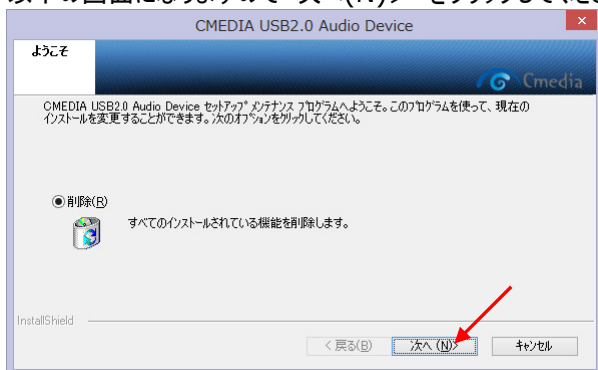 CMEDIA USB2.0 Audio Device
ようこそ
Cmedia
CMEDIA USB2.0 Audio Device セットアップ メンテナンス プログラムへようこそ。このプログラムを使って、現在の
インストールを変更することができます。次のオプションをクリックしてください。
削除(R)
すべてのインストールされている機能を削除します。
InstallShield
< 戻る(B)
次へ (N)>
キャンセル